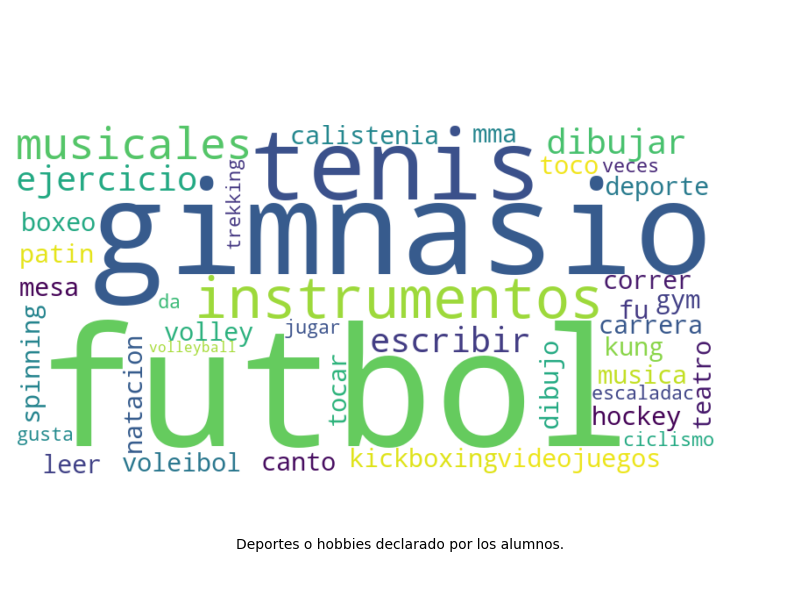 musicales
tenis
calistenia
mma
dibujar
ejercicio
trekking
toco
veces
deporte
boxeo
gimnasio
patin
mesa
da
instrumentos
correr
fu
gym
spinning
volley
jugar
escribir
carrera
volleyball
kung
natacion
futbol
tocar
dibujo
musica
teatro
escaladac
hockey
gusta
ciclismo
leer
voleibol
canto
kickboxing
videojuegos
Deportes o hobbies declarado por los alumnos.